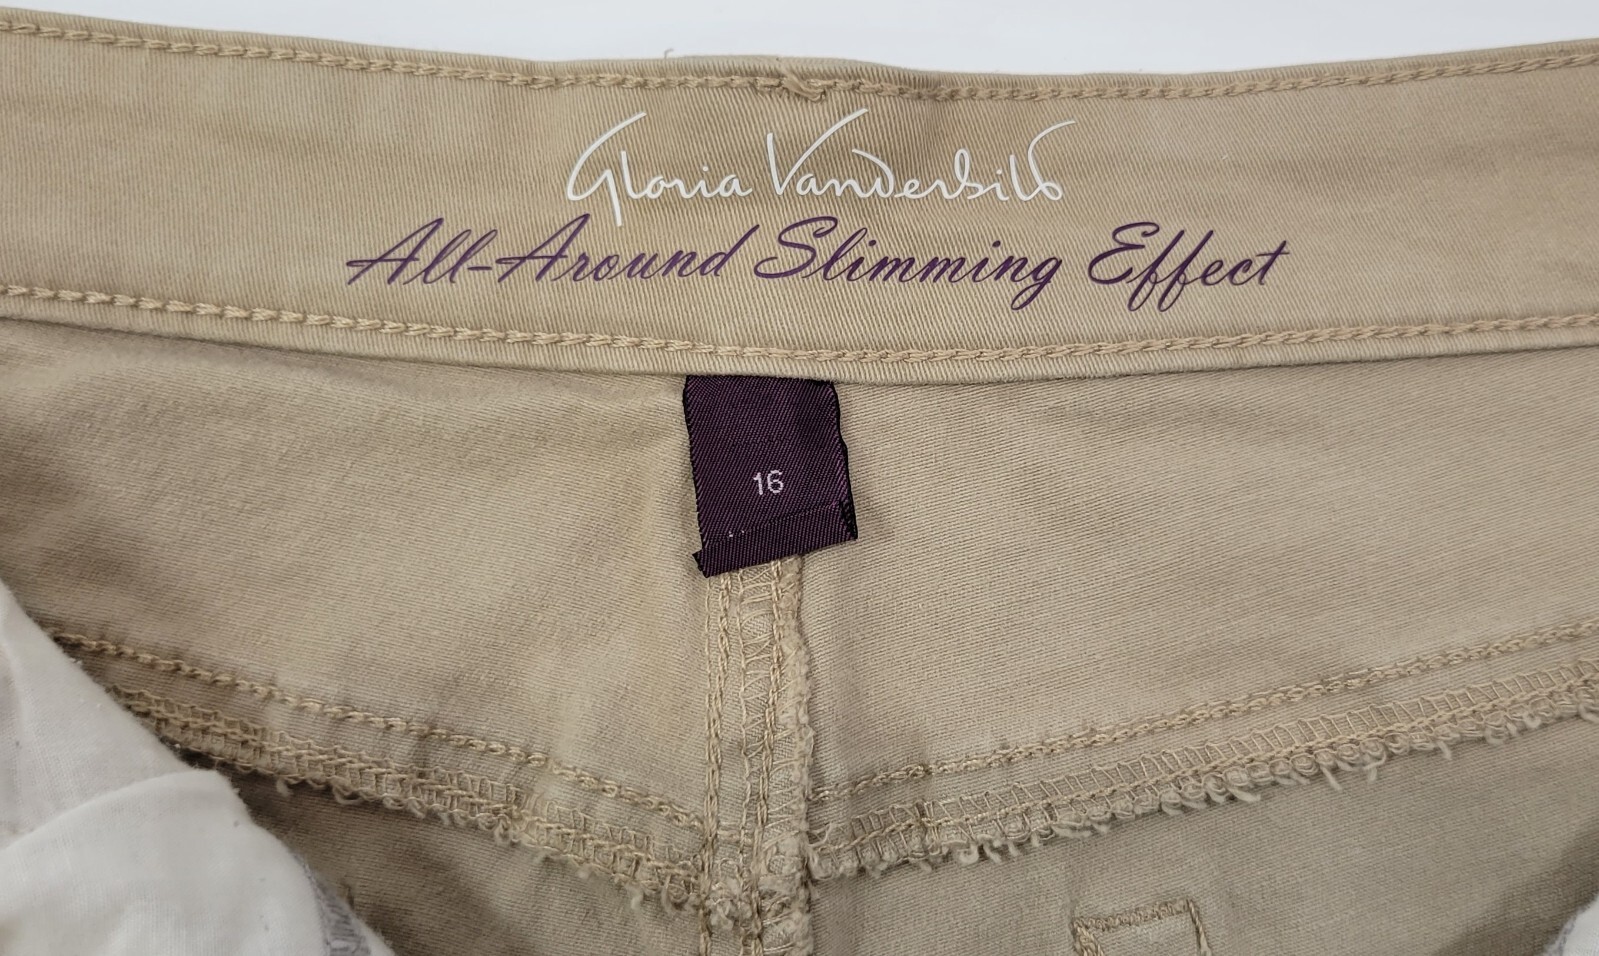 Gloria Vanderbilt
All-Around Slimming Effect
16